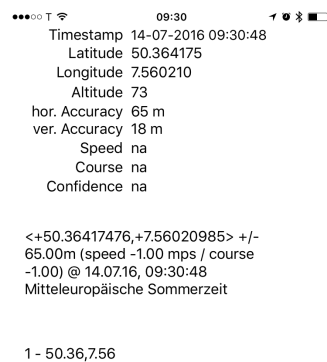 T 09:30
Timestamp 14-07-2016 09:30:48
Latitude 50.364175
Longitude 7.560210
Altitude 73
hor. Accuracy 65 m
ver. Accuracy 18 m
Speed na
Course na
Confidence na
<+50.36417476,+7.56020985> +/-
65.00m (speed -1.00 mps / course
-1.00) @ 14.07.16, 09:30:48
Mitteleuropäische Sommerzeit
1 - 50.36,7.56